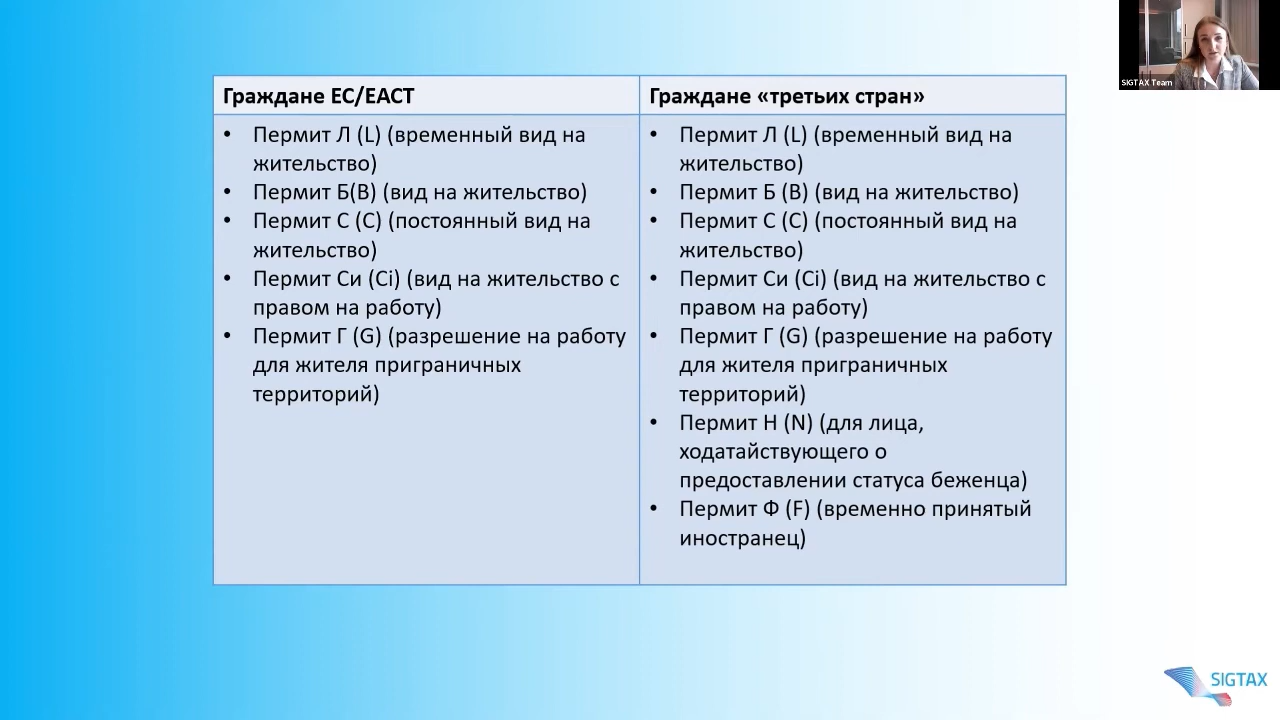 SIGTAX Team
Граждане ЕС/ЕАСТ
• Пермит Л (L) (временный вид на
жительство)
• Пермит Б(B) (вид на жительство)
• Пермит С (C) (постоянный вид на
жительство)
• Пермит Си (Ci) (вид на жительство с
правом на работу)
• Пермит Г (G) (разрешение на работу
для жителя приграничных
территорий)
Граждане «третьих стран»
• Пермит Л (L) (временный вид на
жительство)
• Пермит Б (B) (вид на жительство)
• Пермит С (C) (постоянный вид на
жительство)
• Пермит Си (Ci) (вид на жительство с
правом на работу)
• Пермит Г (G) (разрешение на работу
для жителя приграничных
территорий)
• Пермит Н (N) (для лица,
ходатайствующего о
предоставлении статуса беженца)
• Пермит Ф (F) (временно принятый
иностранец)
SIGTAX